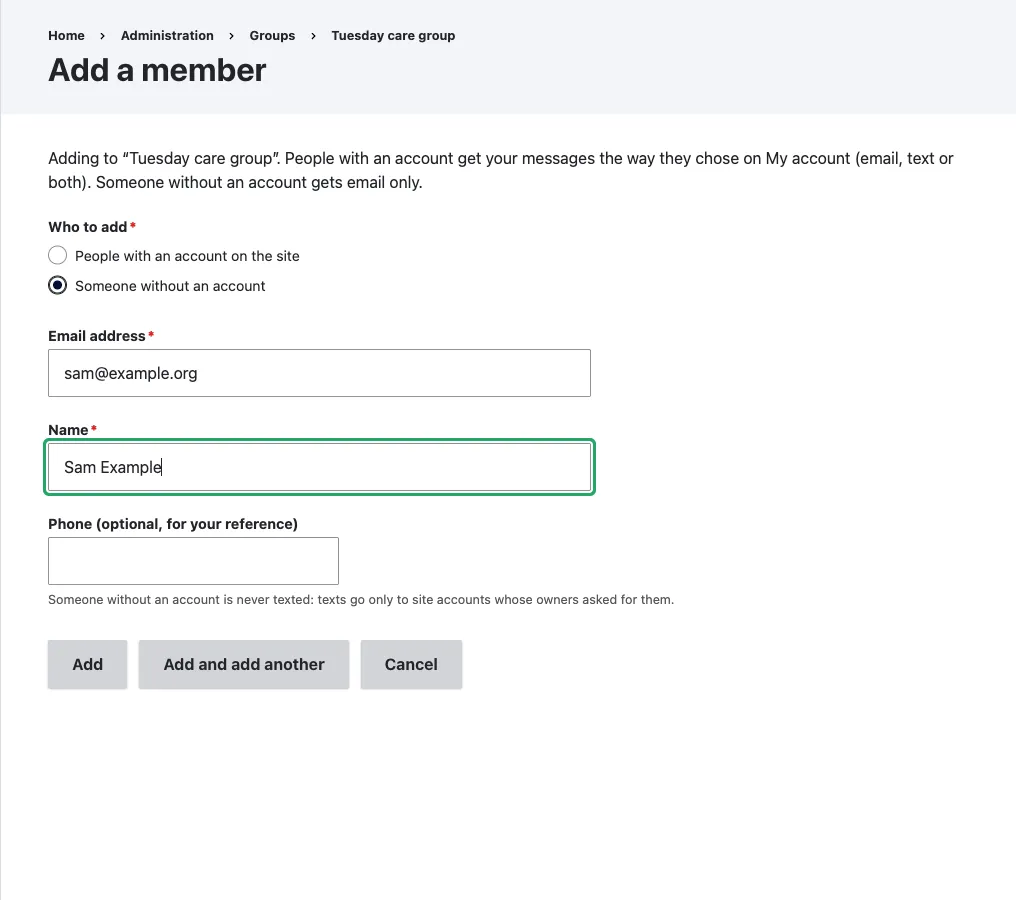 Home › Administration › Groups › Tuesday care group
Add a member
Adding to “Tuesday care group”. People with an account get your messages the way they chose on My account (email, text or
both). Someone without an account gets email only.
Who to add*
People with an account on the site
Someone without an account
Email address*
sam@example.org
Name*
Sam Example
Phone (optional, for your reference)
Someone without an account is never texted: texts go only to site accounts whose owners asked for them.
Add Add and add another Cancel